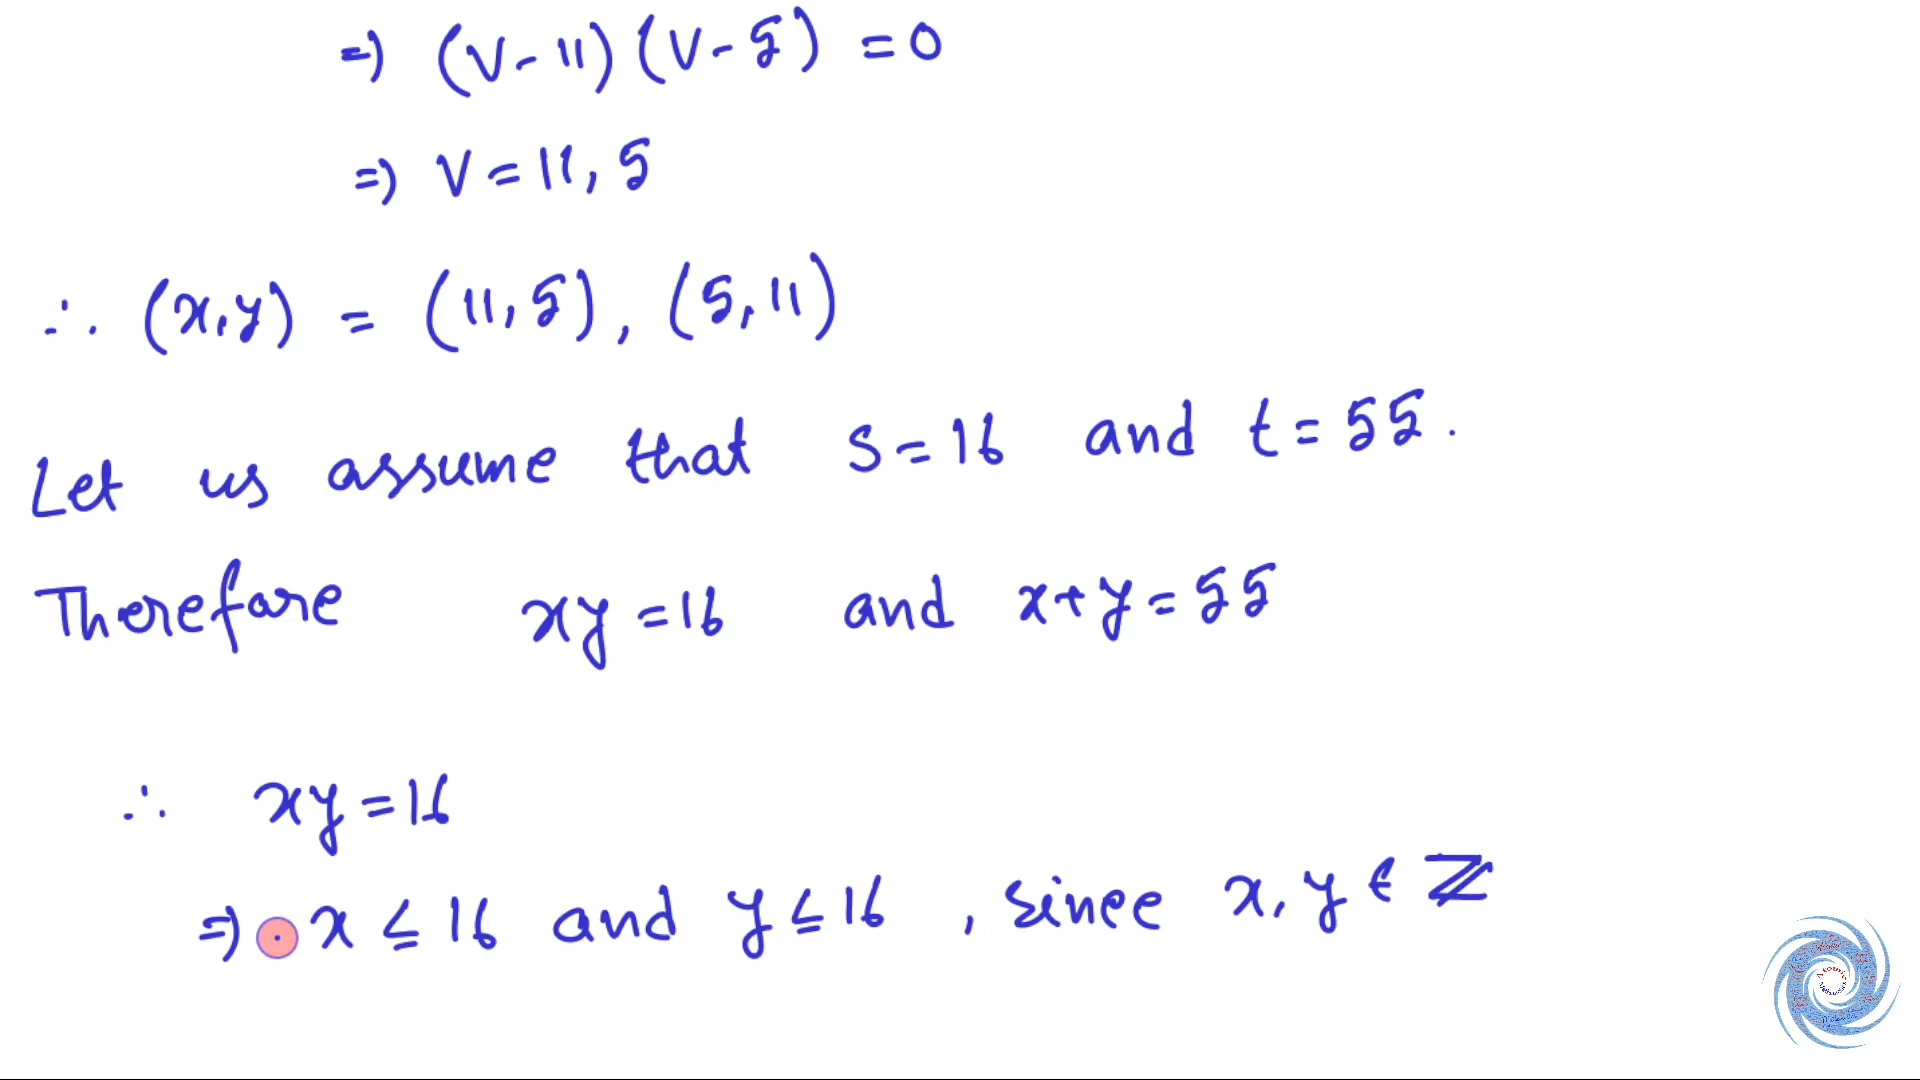 ⇒ (V-11)(V-5) = 0
⇒ V = 11, 5
∴ (x,y) = (11,5), (5,11)
Let us assume that S = 16 and t = 55.
Therefore xy = 16 and x+y = 55
∴ xy = 16
⇒ x ≤ 16 and y ≤ 16, since x, y ∈ ℤ